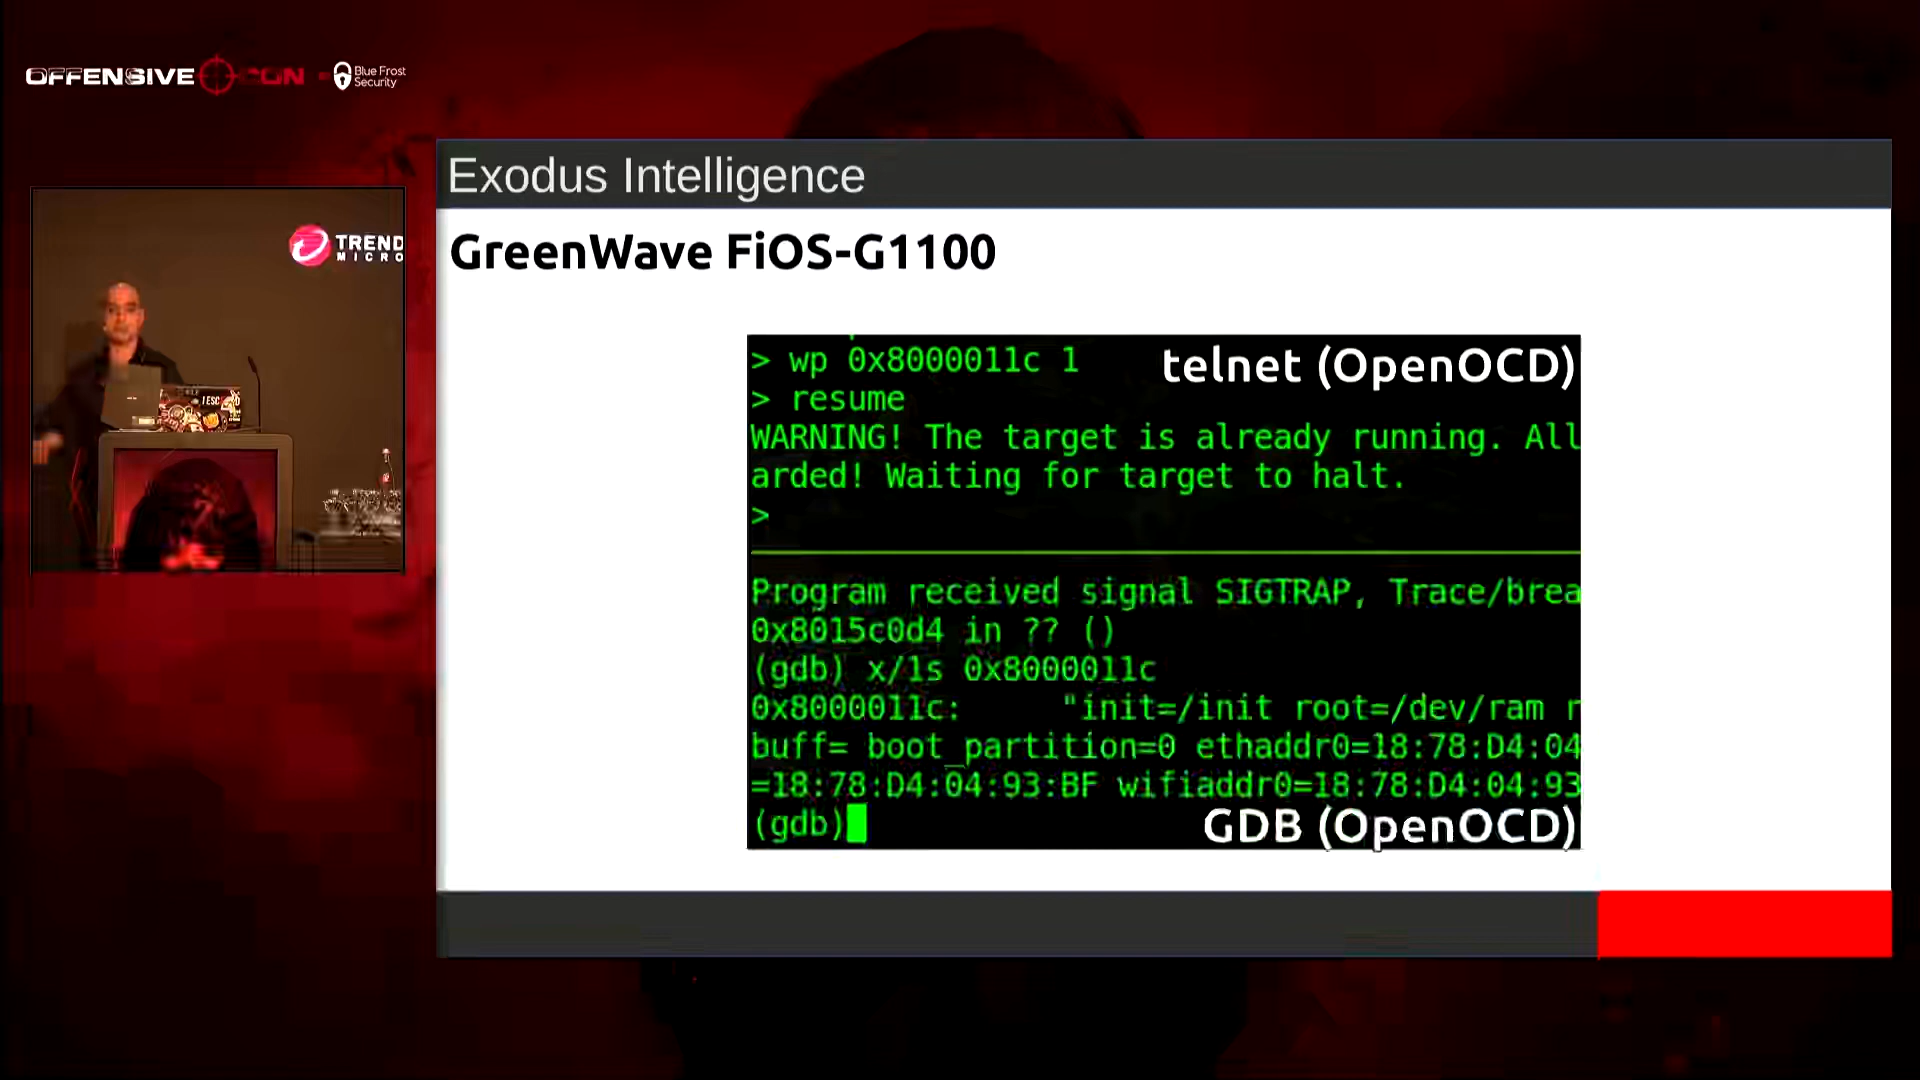 OFFENSIVE CON
Blue Frost
Security
TREND
MICRO
Exodus Intelligence
GreenWave FiOS-G1100
> wp 0x8000011c 1
telnet (OpenOCD)
> resume
WARNING! The target is already running. All
arded! Waiting for target to halt.
>
Program received signal SIGTRAP, Trace/brea
0x8015c0d4 in ?? ()
(gdb) x/1s 0x8000011c
0x8000011c: "init=/init root=/dev/ram r
buff= boot_partition=0 ethaddr0=18:78:D4:04
=18:78:D4:04:93:BF wifiaddr0=18:78:D4:04:93
(gdb)
GDB (OpenOCD)